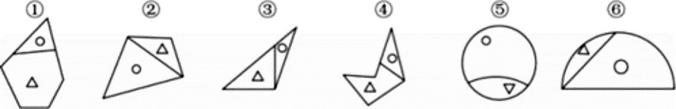 ① ② ③ ④ ⑤ ⑥